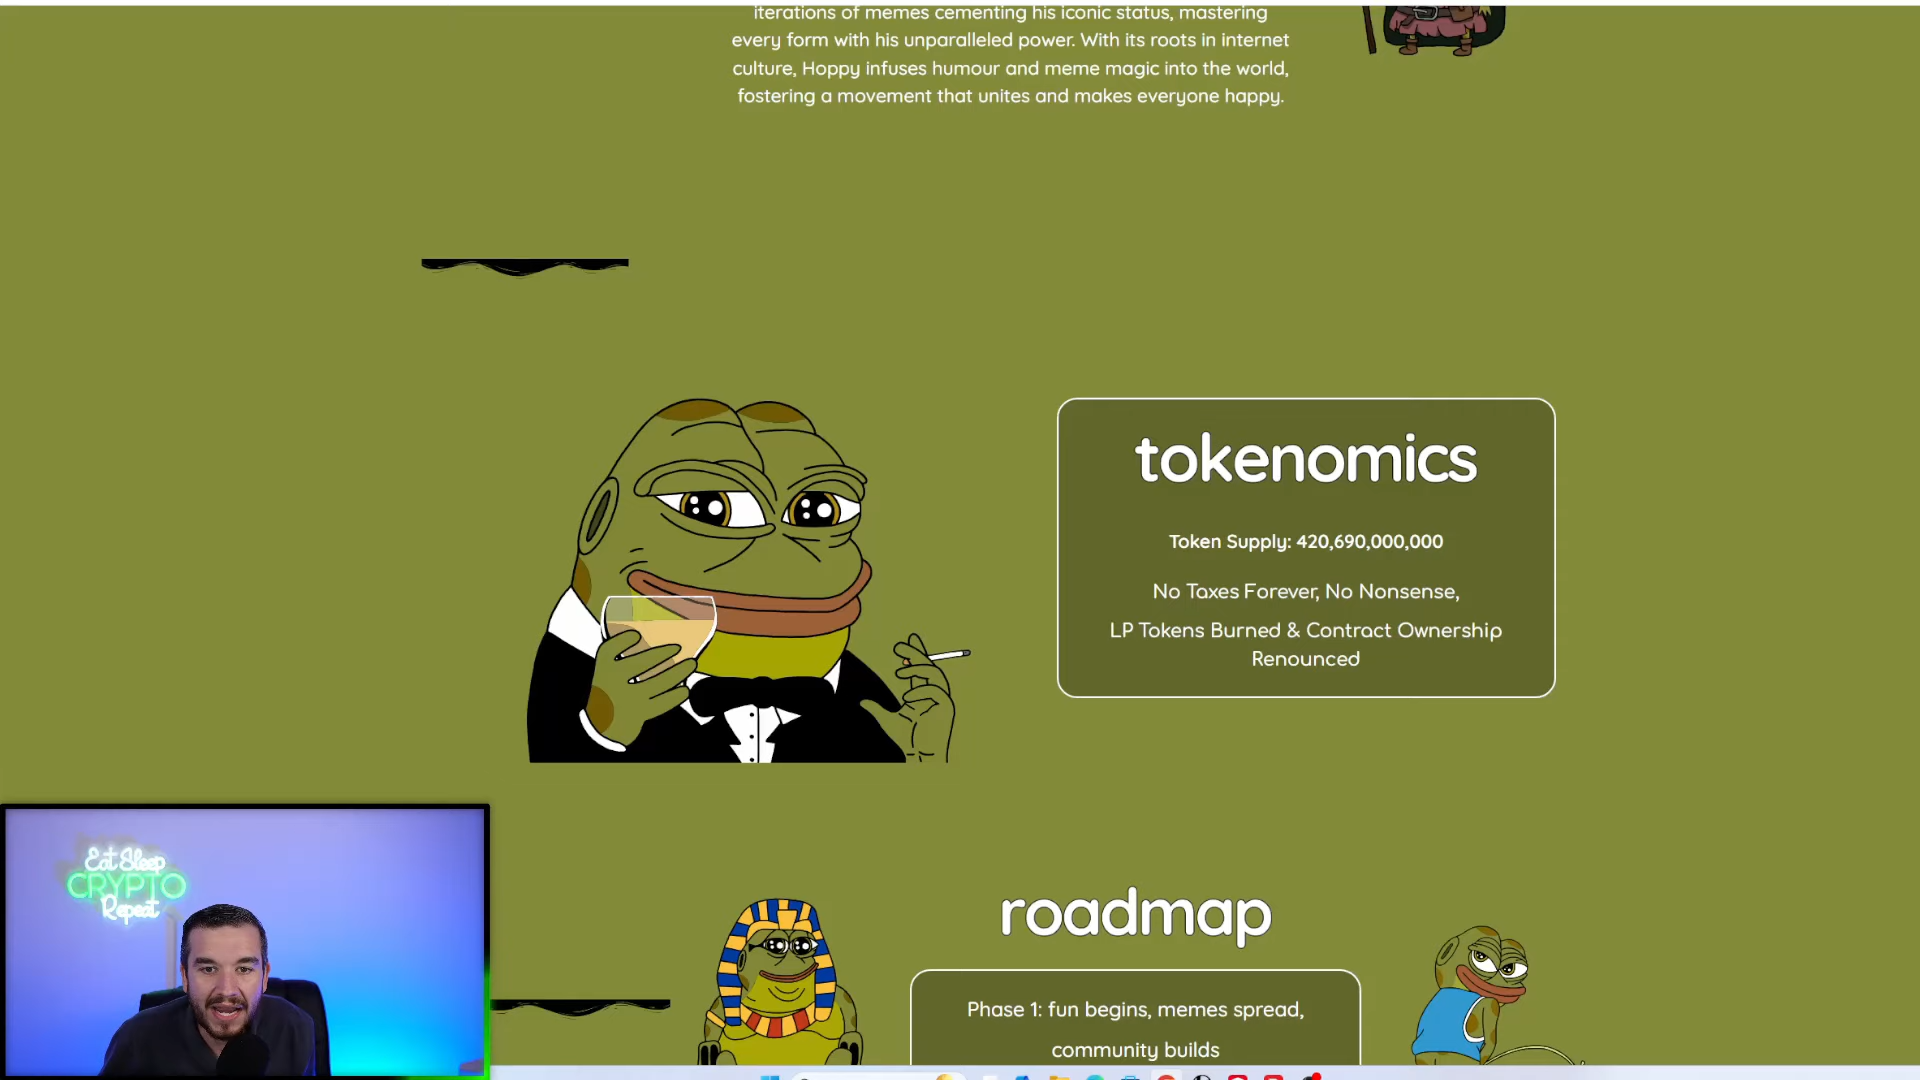 iterations of memes cementing his iconic status, mastering
every form with his unparalleled power. With its roots in internet
culture, Hoppy infuses humour and meme magic into the world,
fostering a movement that unites and makes everyone happy.
tokenomics
Token Supply: 420,690,000,000
No Taxes Forever, No Nonsense,
LP Tokens Burned & Contract Ownership
Renounced
roadmap
Phase 1: fun begins, memes spread,
community builds
Eat Sleep
CRYPTO
Repeat